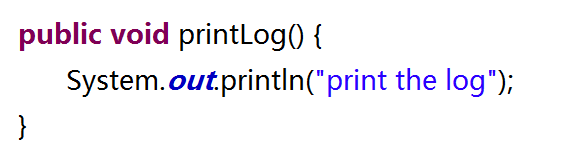 public void printLog() {
System.out.println("print the log");
}